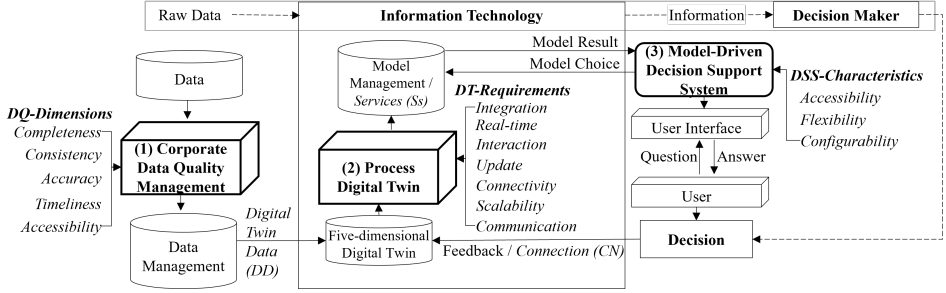 Raw Data
Information Technology
Information
Decision Maker
Data
DQ-Dimensions
Completeness
Consistency
Accuracy
Timeliness
Accessibility
(1) Corporate
Data Quality
Management
Data
Management
Digital
Twin
Data
(DD)
Model
Management /
Services (Ss)
Model Result
Model Choice
(2) Process
Digital Twin
Five-dimensional
Digital Twin
DT-Requirements
Integration
Real-time
Interaction
Update
Connectivity
Scalability
Communication
(3) Model-Driven
Decision Support
System
DSS-Characteristics
Accessibility
Flexibility
Configurability
User Interface
Question
Answer
User
Decision
Feedback / Connection (CN)